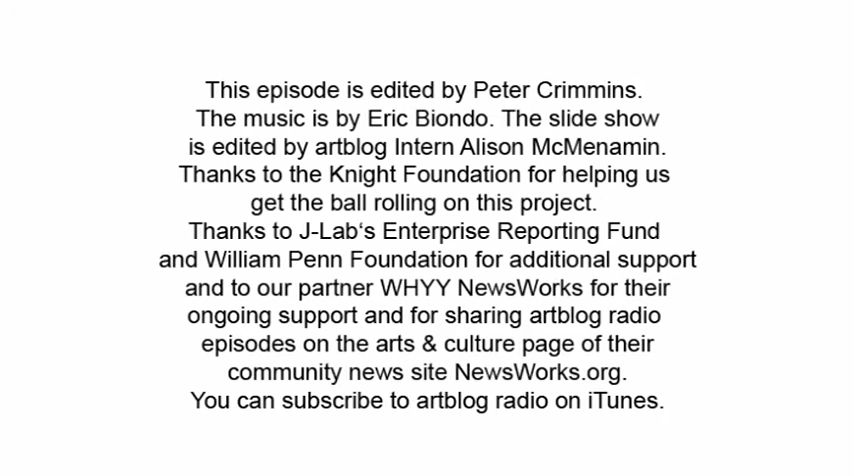 This episode is edited by Peter Crimmins.
The music is by Eric Biondo. The slide show
is edited by artblog Intern Alison McMenamin.
Thanks to the Knight Foundation for helping us
get the ball rolling on this project.
Thanks to J-Lab‘s Enterprise Reporting Fund
and William Penn Foundation for additional support
and to our partner WHYY NewsWorks for their
ongoing support and for sharing artblog radio
episodes on the arts & culture page of their
community news site NewsWorks.org.
You can subscribe to artblog radio on iTunes.